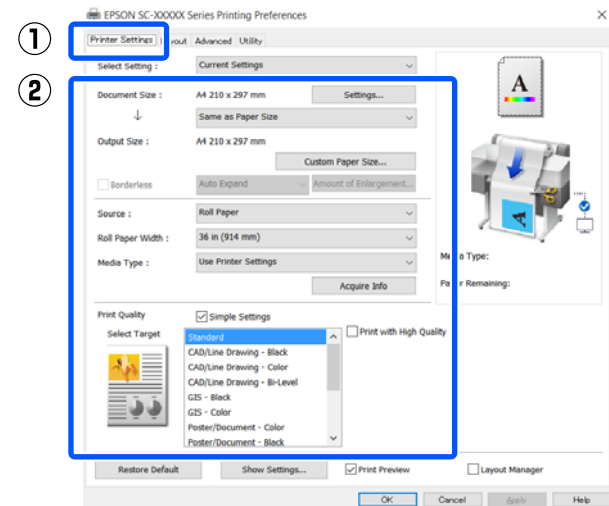 EPSON SC-XXXXX Series Printing Preferences
1
Printer Settings Advanced Utility
Select Setting : Current Settings
2
Document Size : A4 210 x 297 mm Settings...
Same as Paper Size
Output Size : A4 210 x 297 mm
Custom Paper Size...
Borderless Auto Expand Amount of Enlargement...
Source : Roll Paper
Roll Paper Width : 36 in (914 mm)
Media Type : Use Printer Settings
Acquire Info
Print Quality Simple Settings
Select Target
Standard
Print with High Quality
CAD/Line Drawing - Black
CAD/Line Drawing - Color
CAD/Line Drawing - Bi-Level
GIS - Black
GIS - Color
Poster/Document - Color
Poster/Document - Black
A
A
Type:
Remaining:
Restore Default Show Settings... Print Preview Layout Manager
OK Cancel Apply Help